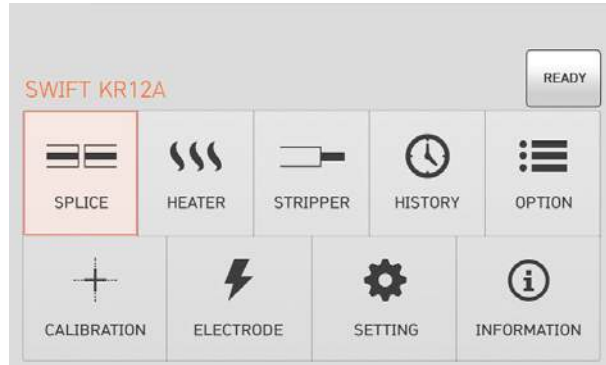 READY
SWIFT KR12A
SPLICE HEATER STRIPPER HISTORY OPTION
CALIBRATION ELECTRODE SETTING INFORMATION